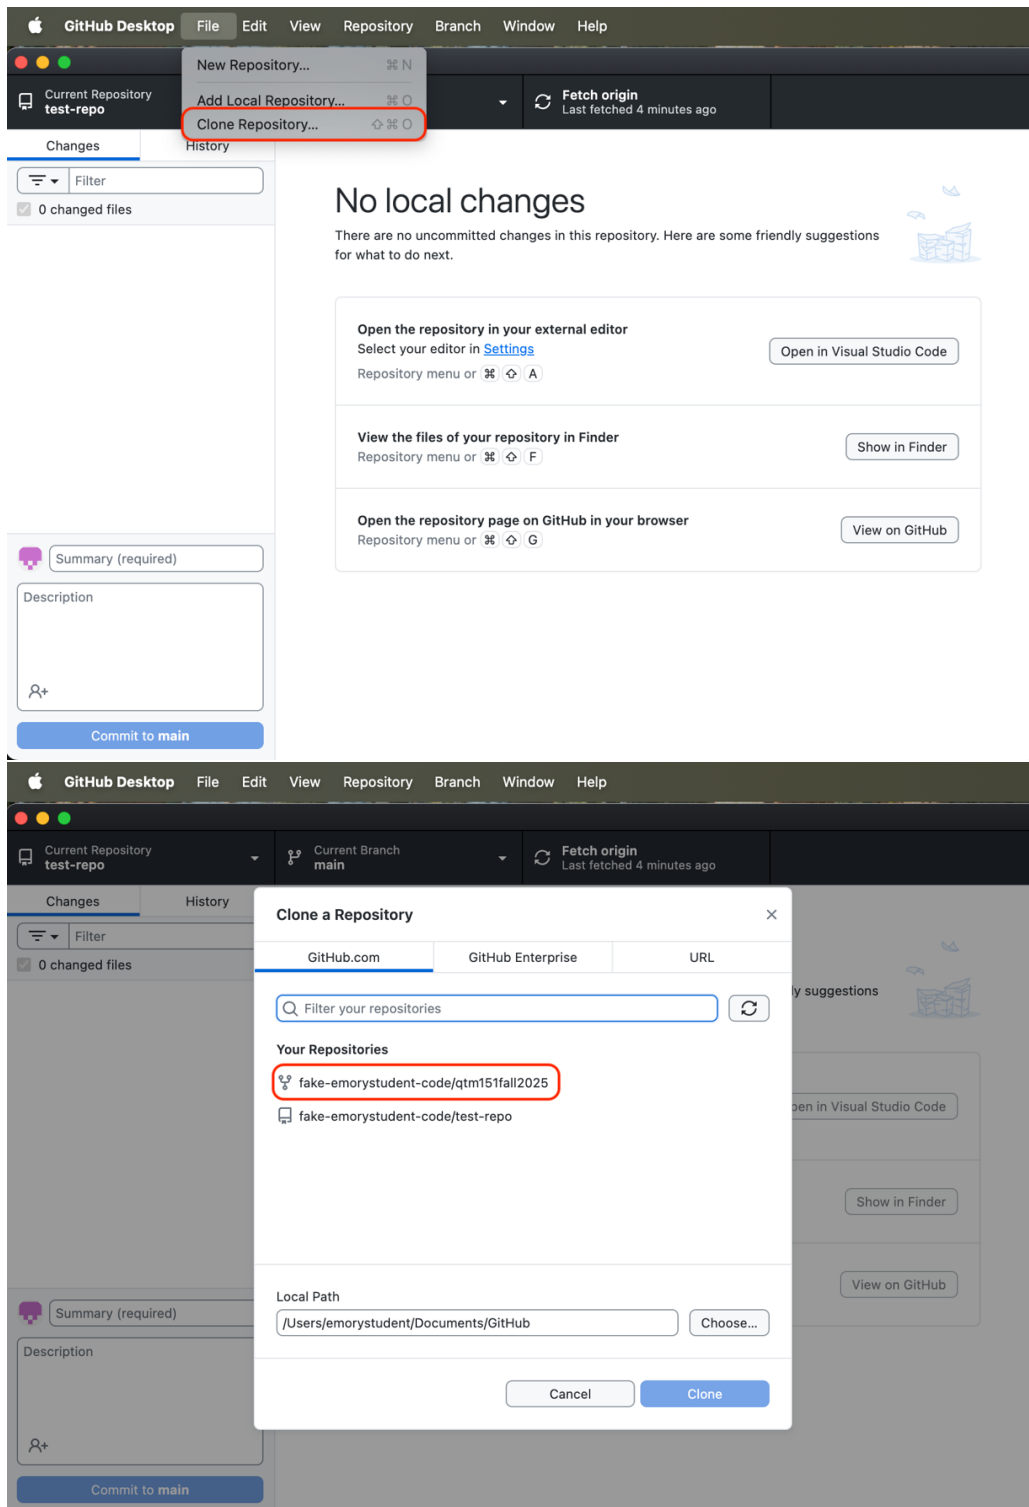 GitHub Desktop File Edit View Repository Branch Window Help
New Repository... ⌘ N
Add Local Repository... ⌘ O
Clone Repository... ⇧ ⌘ O
Current Repository
test-repo
Fetch origin
Last fetched 4 minutes ago
Changes History
Filter
0 changed files
No local changes
There are no uncommitted changes in this repository. Here are some friendly suggestions
for what to do next.
Open the repository in your external editor
Select your editor in Settings
Repository menu or ⌘ ⇧ A
Open in Visual Studio Code
View the files of your repository in Finder
Repository menu or ⌘ ⇧ F
Show in Finder
Open the repository page on GitHub in your browser
Repository menu or ⌘ ⇧ G
View on GitHub
Summary (required)
Description
Commit to main
GitHub Desktop File Edit View Repository Branch Window Help
Current Repository
test-repo
Current Branch
main
Fetch origin
Last fetched 4 minutes ago
Changes History
Filter
0 changed files
Clone a Repository
GitHub.com GitHub Enterprise URL
Filter your repositories
Your Repositories
fake-emorystudent-code/qtm151fall2025
fake-emorystudent-code/test-repo
Local Path
/Users/emorystudent/Documents/GitHub
Choose...
Cancel Clone
ly suggestions
pen in Visual Studio Code
Show in Finder
View on GitHub
Summary (required)
Description
Commit to main